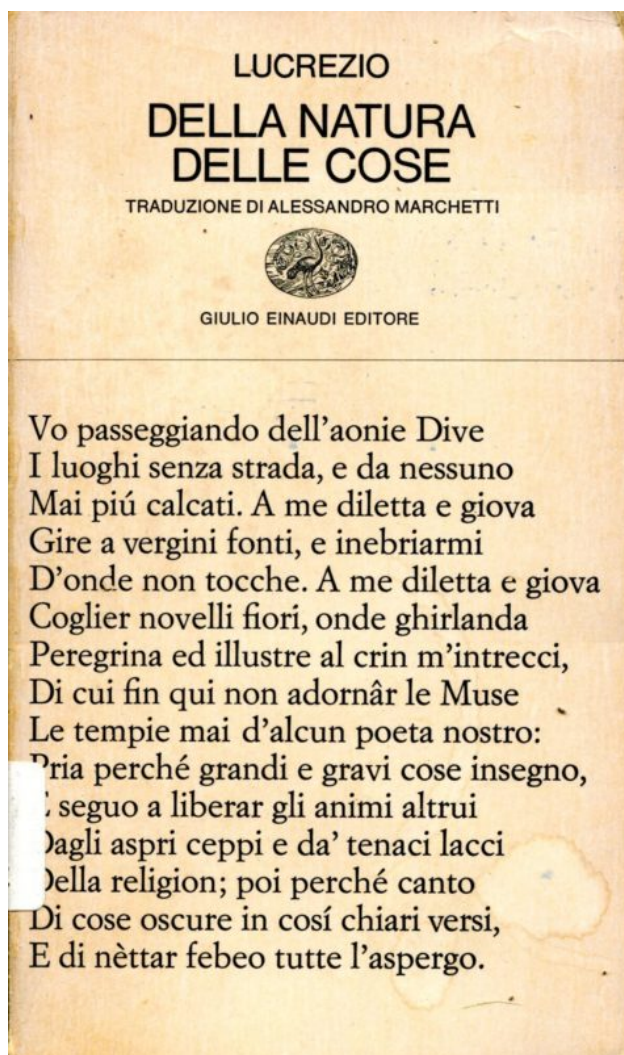 LUCREZIO
DELLA NATURA
DELLE COSE
TRADUZIONE DI ALESSANDRO MARCHETTI
GIULIO EINAUDI EDITORE
Vo passeggiando dell'aonie Dive
I luoghi senza strada, e da nessuno
Mai piú calcati. A me diletta e giova
Gire a vergini fonti, e inebriarmi
D'onde non tocche. A me diletta e giova
Coglier novelli fiori, onde ghirlanda
Peregrina ed illustre al crin m'intrecci,
Di cui fin qui non adornâr le Muse
Le tempie mai d'alcun poeta nostro:
Pria perché grandi e gravi cose insegno,
E seguo a liberar gli animi altrui
Dagli aspri ceppi e da' tenaci lacci
Della religion; poi perché canto
Di cose oscure in cosí chiari versi,
E di nèttar febeo tutte l'aspergo.